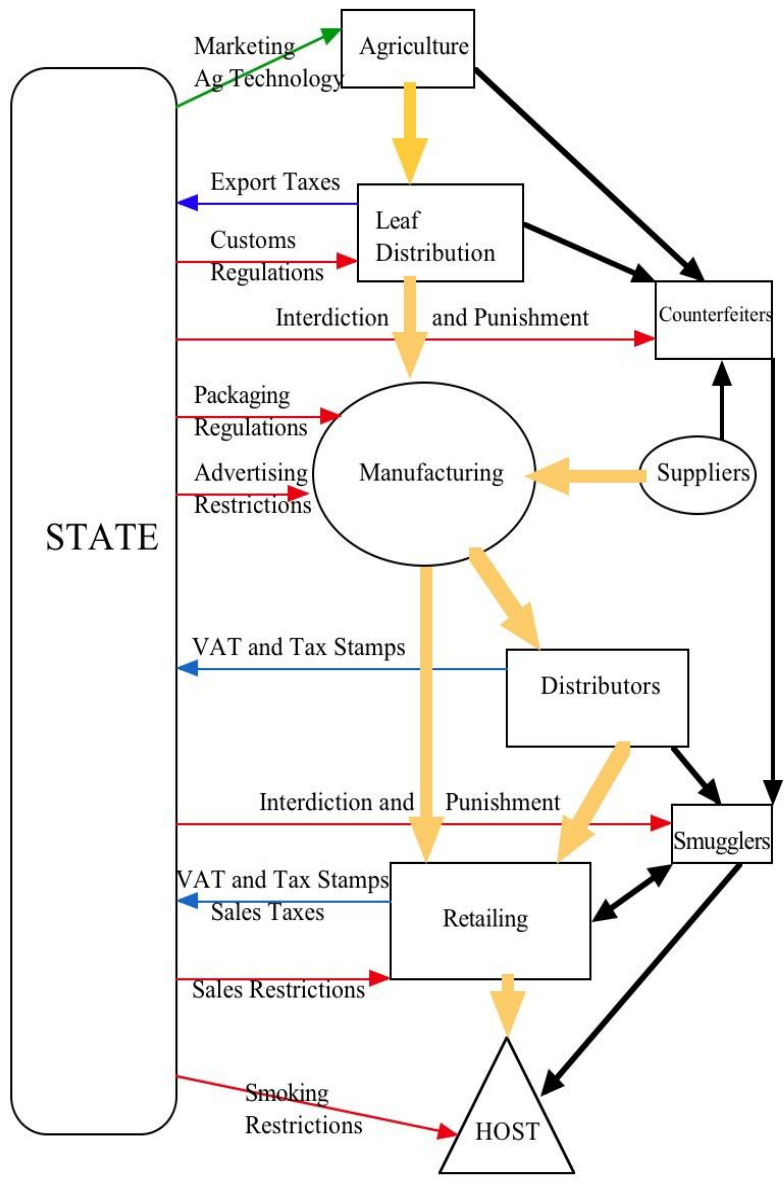 Marketing
Ag Technology
Agriculture
Export Taxes
Leaf
Distribution
Customs
Regulations
Interdiction and Punishment
Counterfeiters
Packaging
Regulations
Advertising
Restrictions
Manufacturing
Suppliers
STATE
VAT and Tax Stamps
Distributors
Interdiction and Punishment
Smugglers
VAT and Tax Stamps
Sales Taxes
Retailing
Sales Restrictions
Smoking
Restrictions
HOST